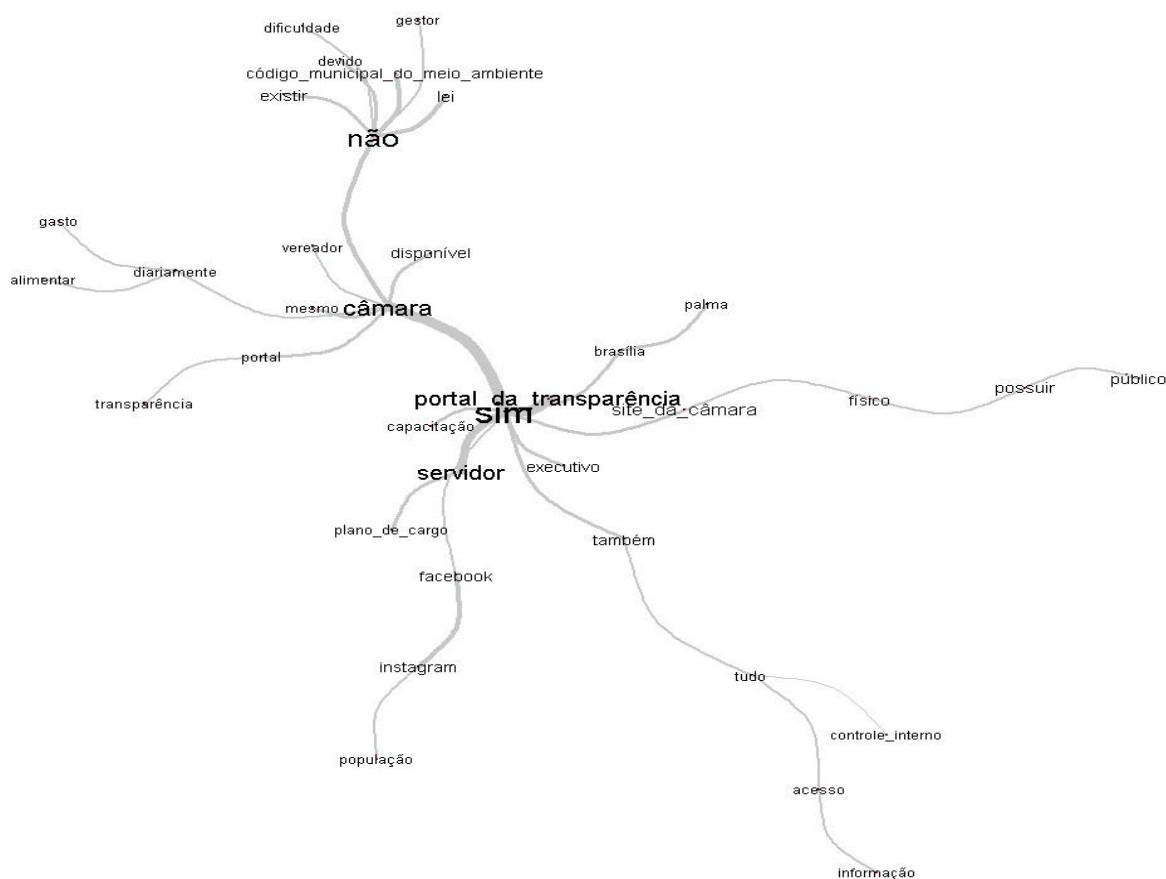 gestor
dificuldade
devido
código_municipal_do_meio_ambiente
existir
lei
não
gasto
vereador
disponível
diariamente
alimentar
mesmo
câmara
palma
brasília
portal
público
possuir
portal_da_transparência
físico
transparência
site_da_câmara
sim
capacitação
executivo
servidor
plano_de_cargo
também
facebook
instagram
tudo
controle_interno
população
acesso
informação